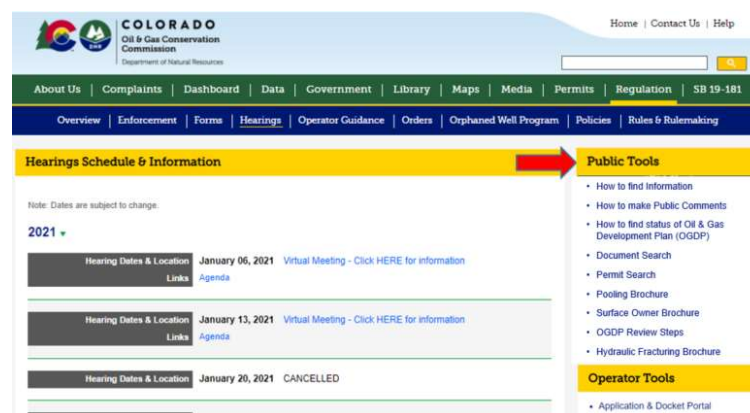 COLORADO
Oil & Gas Conservation
Commission
Department of Natural Resources
Home | Contact Us | Help
About Us | Complaints | Dashboard | Data | Government | Library | Maps | Media | Permits | Regulation | SB 19-181
Overview | Enforcement | Forms | Hearings | Operator Guidance | Orders | Orphaned Well Program | Policies | Rules & Rulemaking
Hearings Schedule & Information
Note: Dates are subject to change.
2021
Hearing Dates & Location January 06, 2021 Virtual Meeting - Click HERE for information
Links Agenda
Hearing Dates & Location January 13, 2021 Virtual Meeting - Click HERE for information
Links Agenda
Hearing Dates & Location January 20, 2021 CANCELLED
Public Tools
• How to find Information
• How to make Public Comments
• How to find status of Oil & Gas
Development Plan (OGDP)
• Document Search
• Permit Search
• Pooling Brochure
• Surface Owner Brochure
• OGDP Review Steps
• Hydraulic Fracturing Brochure
Operator Tools
• Application & Docket Portal